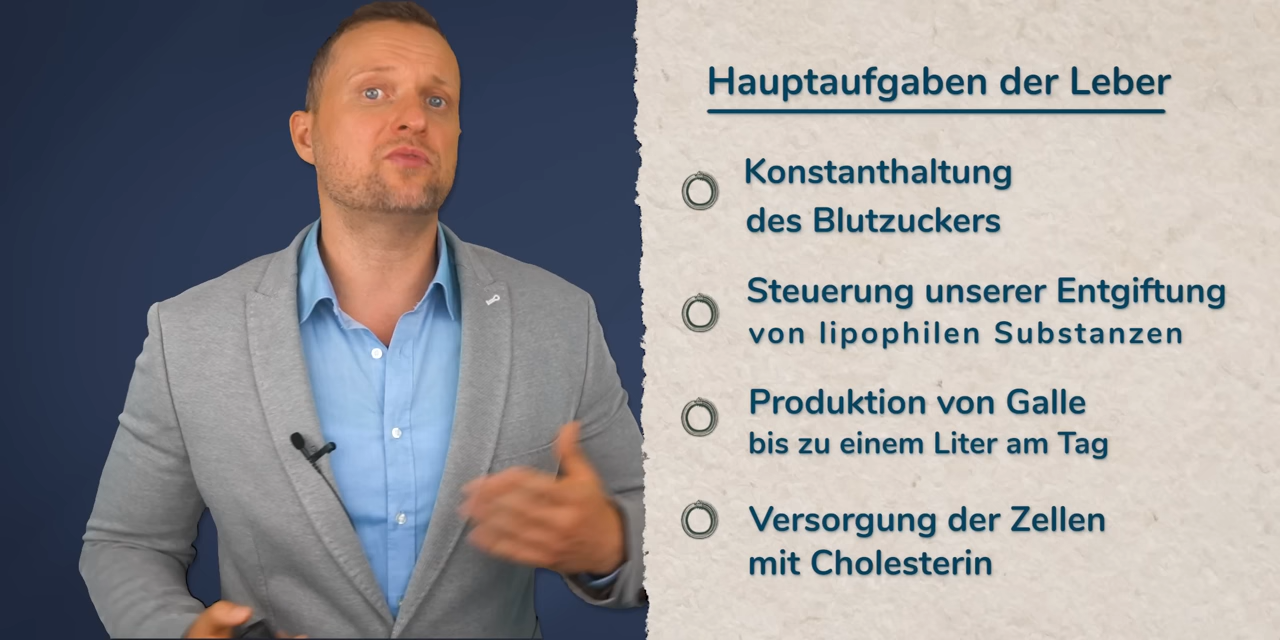 Hauptaufgaben der Leber
Konstanthaltung
des Blutzuckers
Steuerung unserer Entgiftung
von lipophilen Substanzen
Produktion von Galle
bis zu einem Liter am Tag
Versorgung der Zellen
mit Cholesterin